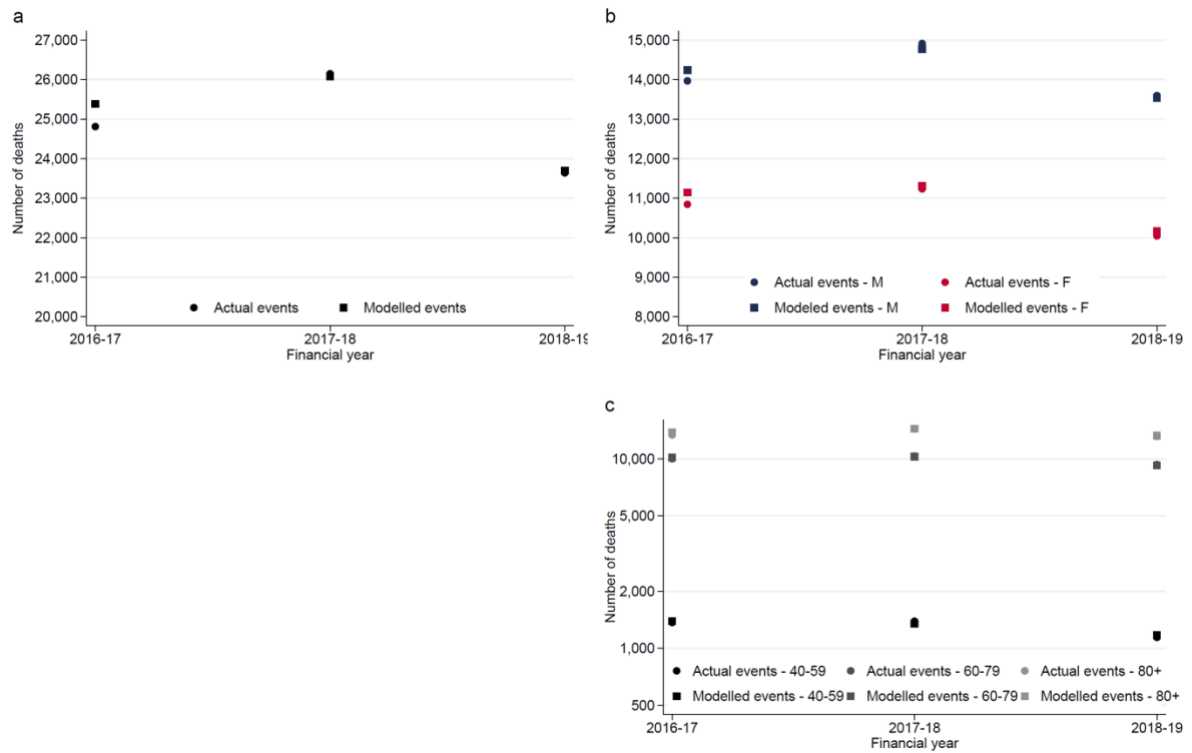 a
27,000
26,000
25,000
24,000
23,000
22,000
21,000
20,000
Number of deaths
Actual events Modelled events
2016-17 2017-18 2018-19
Financial year
b
15,000
14,000
13,000
12,000
11,000
10,000
9,000
8,000
Number of deaths
Actual events - M Actual events - F
Modeled events - M Modelled events - F
2016-17 2017-18 2018-19
Financial year
c
10,000
5,000
2,000
1,000
500
Number of deaths
Actual events - 40-59 Actual events - 60-79 Actual events - 80+
Modelled events - 40-59 Modelled events - 60-79 Modelled events - 80+
2016-17 2017-18 2018-19
Financial year